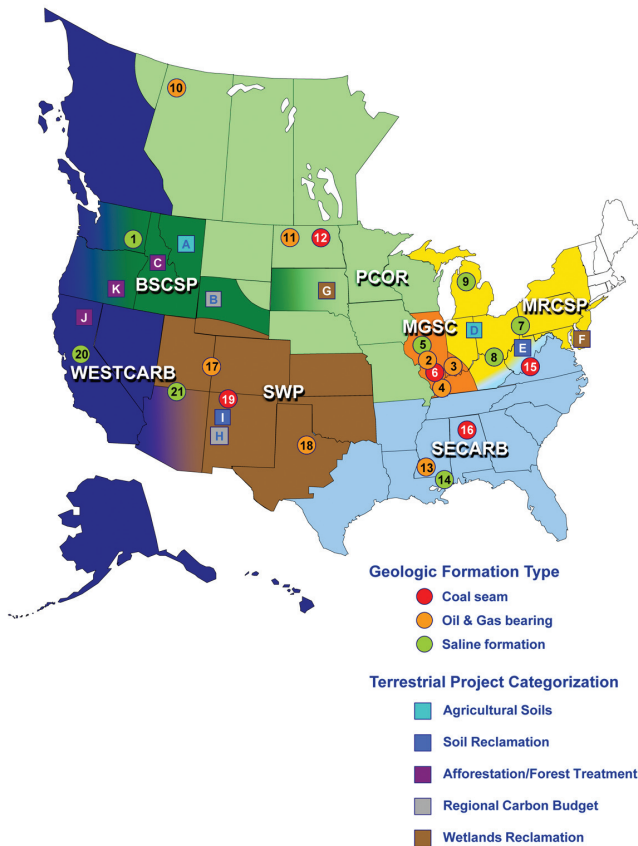 10
1
A
C
BSCSP
K
B
J
20
WESTCARB
11
12
PCOR
G
9
MRCSP
MGSC
D
7
5
E
F
2
3
8
6
15
4
17
SWP
21
19
I
H
18
16
SECARB
13
14
Geologic Formation Type
Coal seam
Oil & Gas bearing
Saline formation
Terrestrial Project Categorization
Agricultural Soils
Soil Reclamation
Afforestation/Forest Treatment
Regional Carbon Budget
Wetlands Reclamation